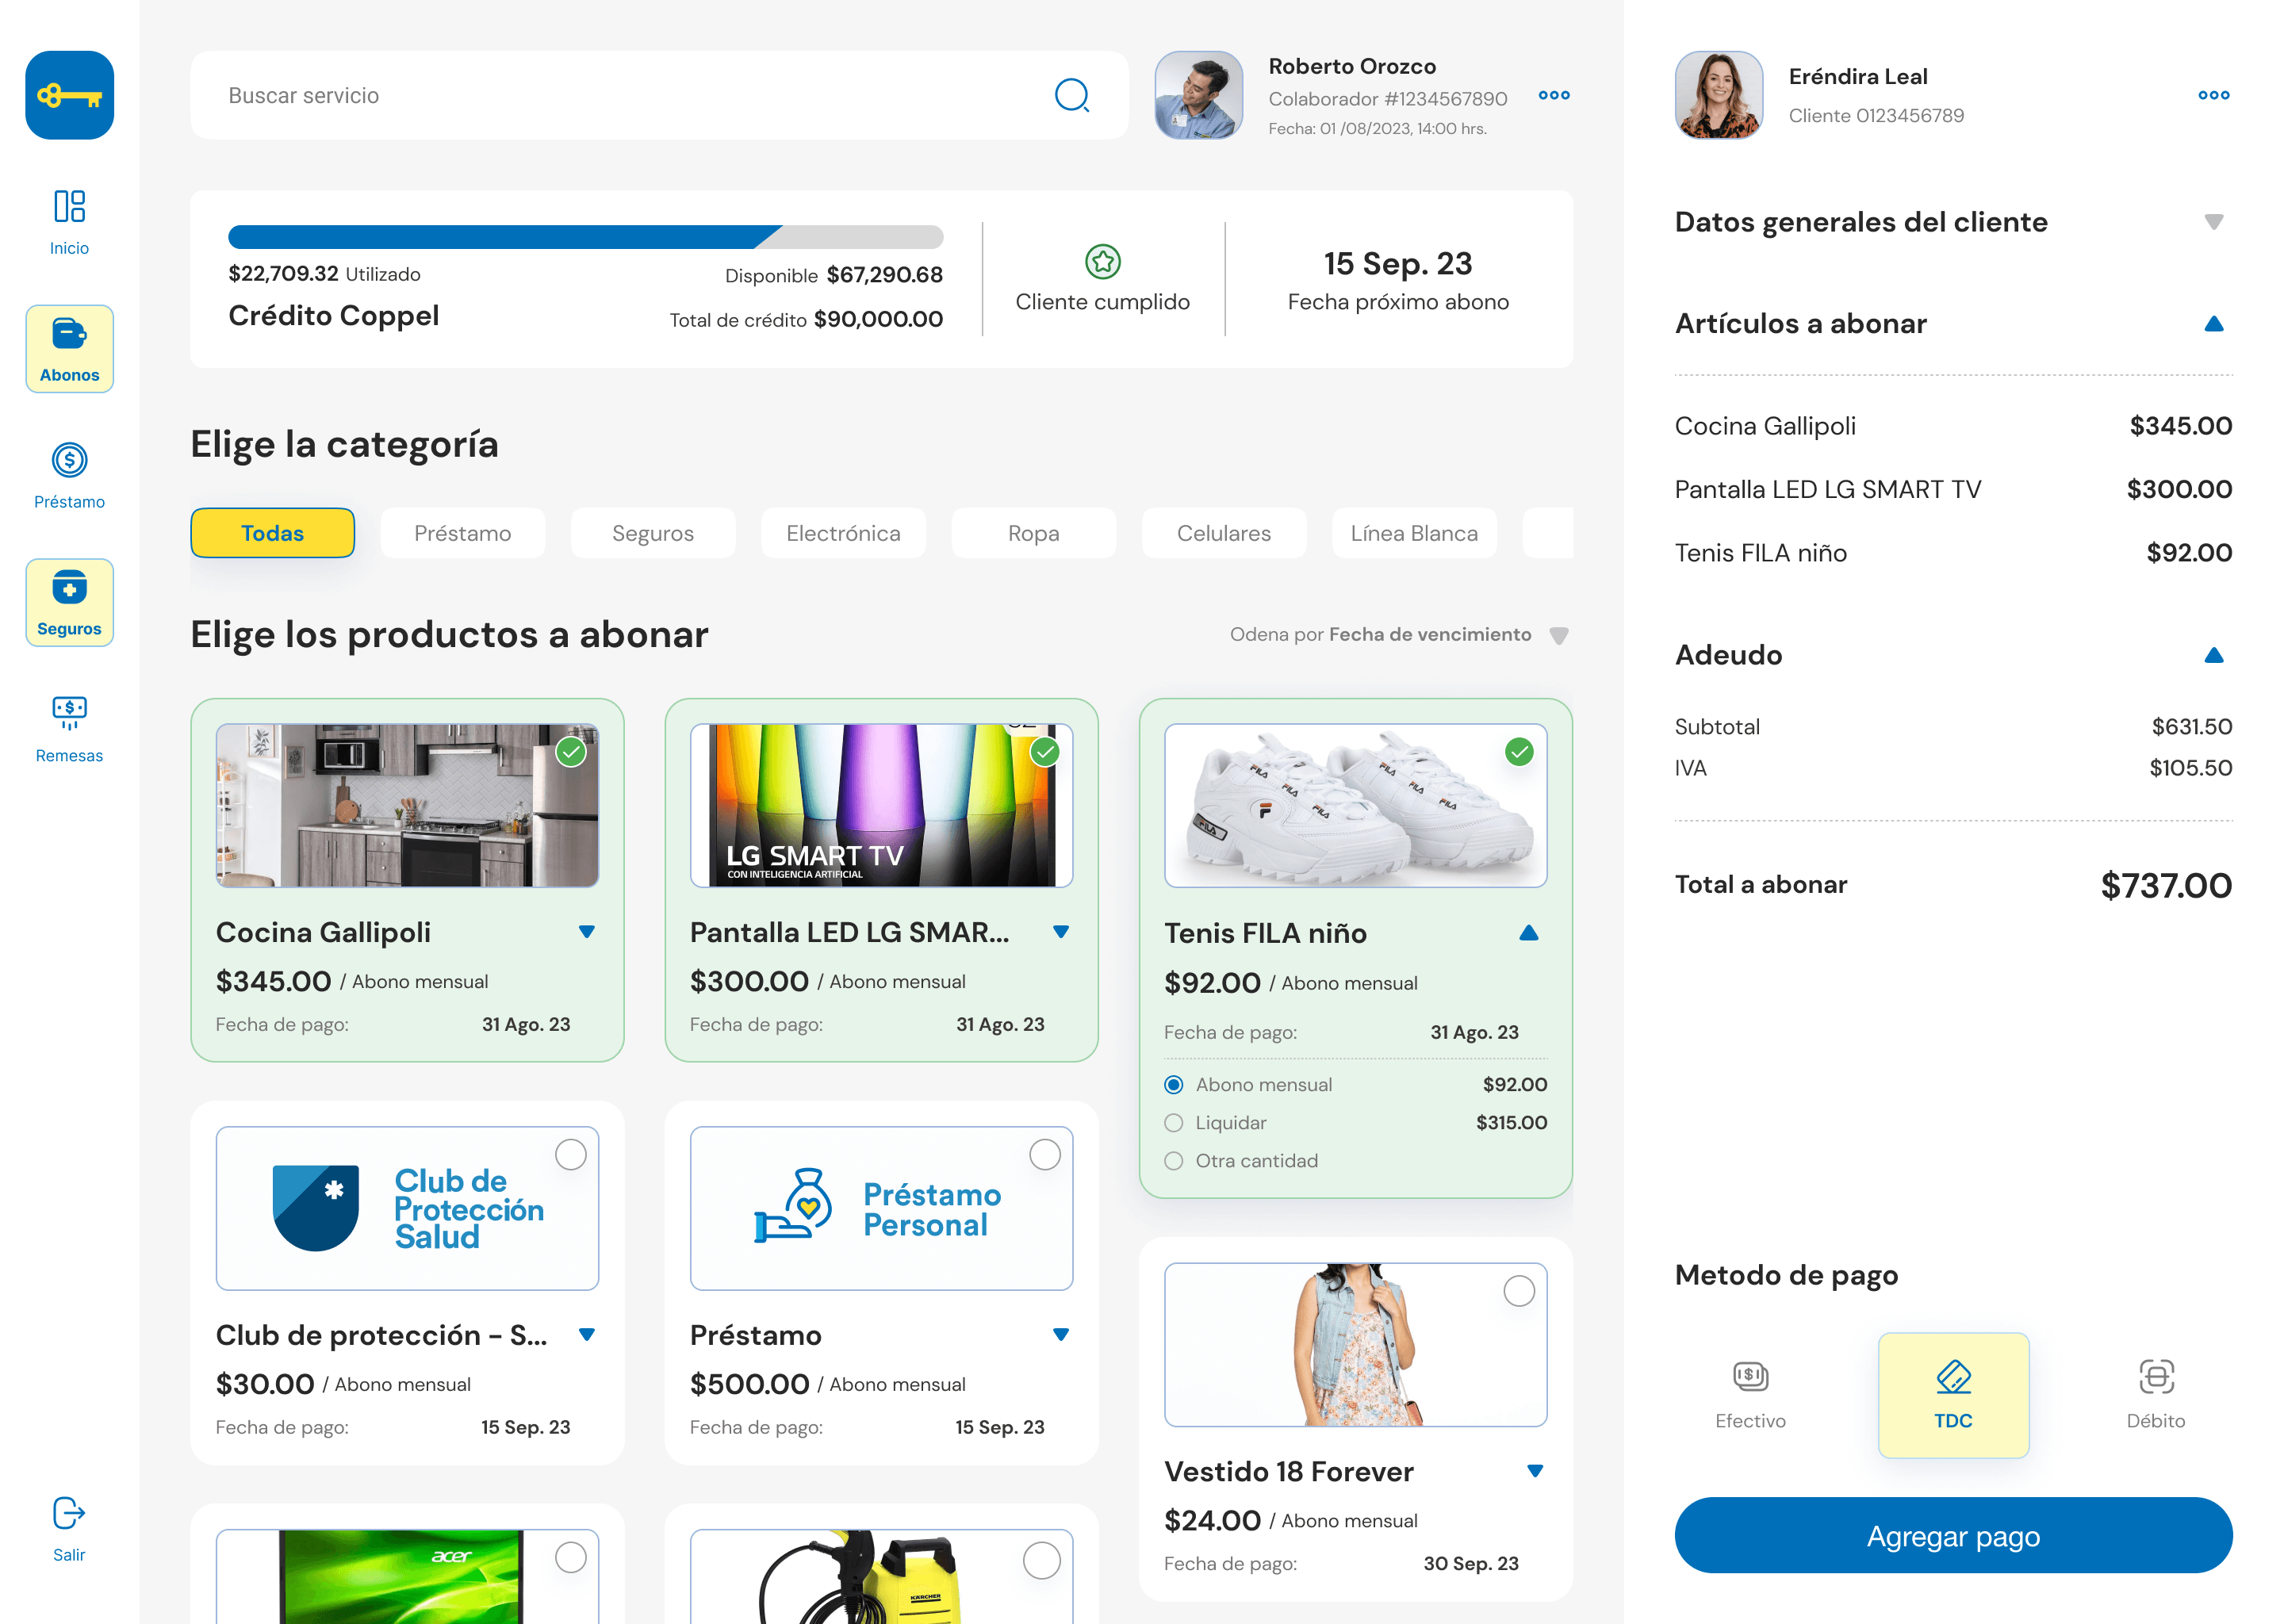 Buscar servicio
Roberto Orozco
Colaborador #1234567890
Fecha: 01 /08/2023, 14:00 hrs.
Eréndira Leal
Cliente 0123456789
Inicio
Abonos
Préstamo
Seguros
Remesas
Salir
$22,709.32 Utilizado
Disponible $67,290.68
Crédito Coppel
Total de crédito $90,000.00
Cliente cumplido
15 Sep. 23
Fecha próximo abono
Elige la categoría
Todas
Préstamo
Seguros
Electrónica
Ropa
Celulares
Línea Blanca
Elige los productos a abonar
Odena por Fecha de vencimiento
Cocina Gallipoli
$345.00 / Abono mensual
Fecha de pago: 31 Ago. 23
LG SMART TV
CON INTELIGENCIA ARTIFICIAL
Pantalla LED LG SMAR...
$300.00 / Abono mensual
Fecha de pago: 31 Ago. 23
FILA
FILA
FILA
FILA
FILA
FILA
FILA
Tenis FILA niño
$92.00 / Abono mensual
Fecha de pago: 31 Ago. 23
Abono mensual $92.00
Liquidar $315.00
Otra cantidad
Club de
Protección
Salud
Club de protección - S...
$30.00 / Abono mensual
Fecha de pago: 15 Sep. 23
Préstamo
Personal
Préstamo
$500.00 / Abono mensual
Fecha de pago: 15 Sep. 23
Vestido 18 Forever
$24.00 / Abono mensual
Fecha de pago: 30 Sep. 23
acer
KARCHER
Datos generales del cliente
Artículos a abonar
Cocina Gallipoli $345.00
Pantalla LED LG SMART TV $300.00
Tenis FILA niño $92.00
Adeudo
Subtotal $631.50
IVA $105.50
Total a abonar $737.00
Metodo de pago
Efectivo
TDC
Débito
Agregar pago